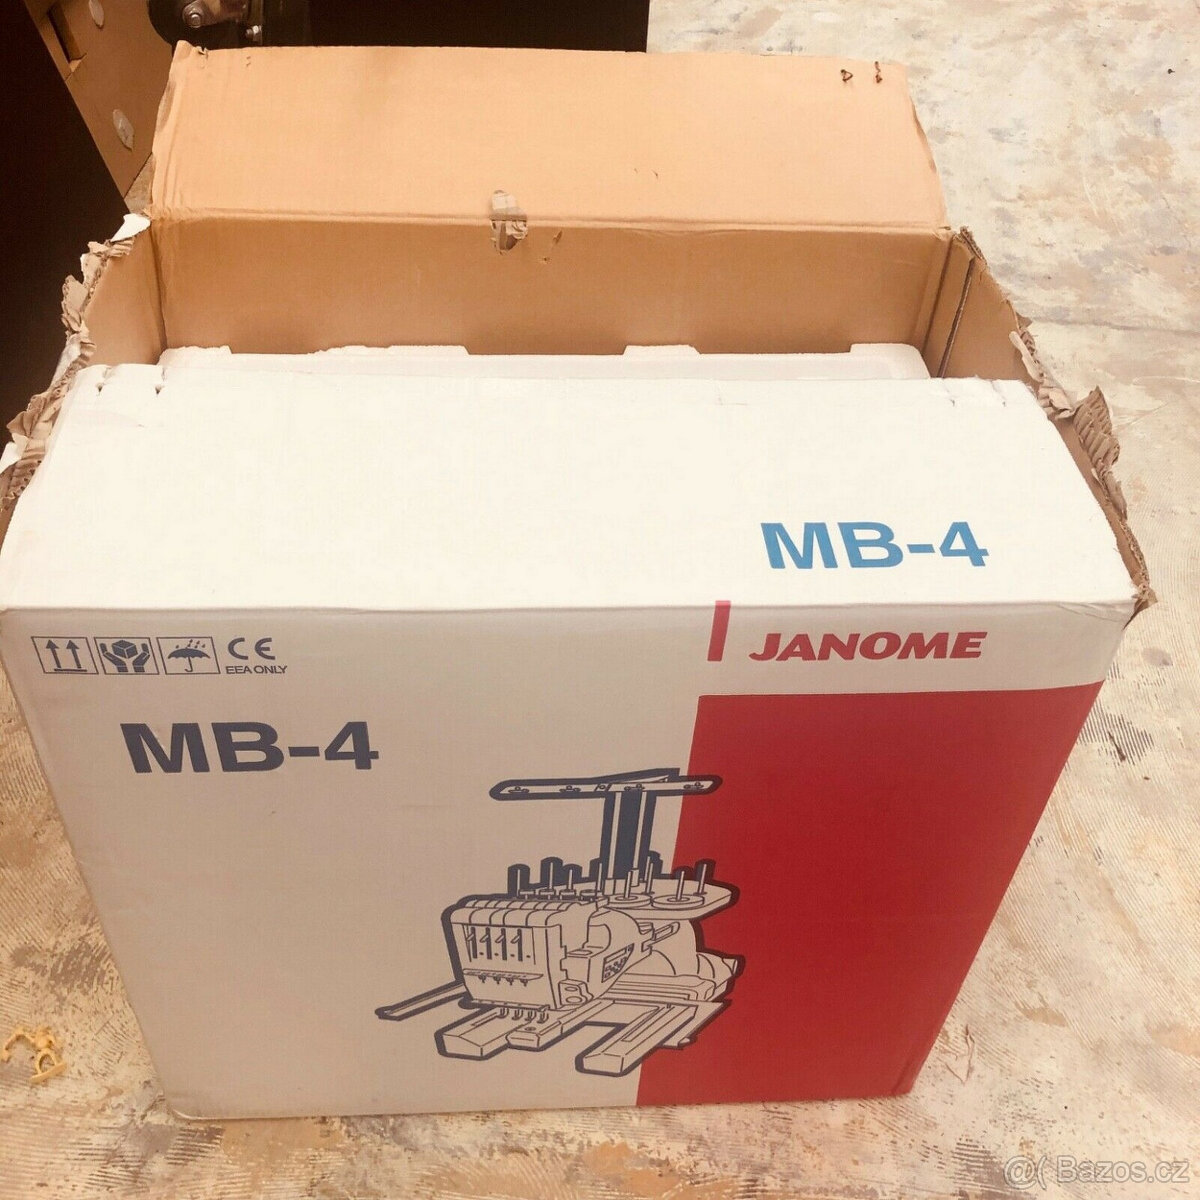 MB-4
JANOME
CE
EEA ONLY
MB-4
@( Bazos.cz